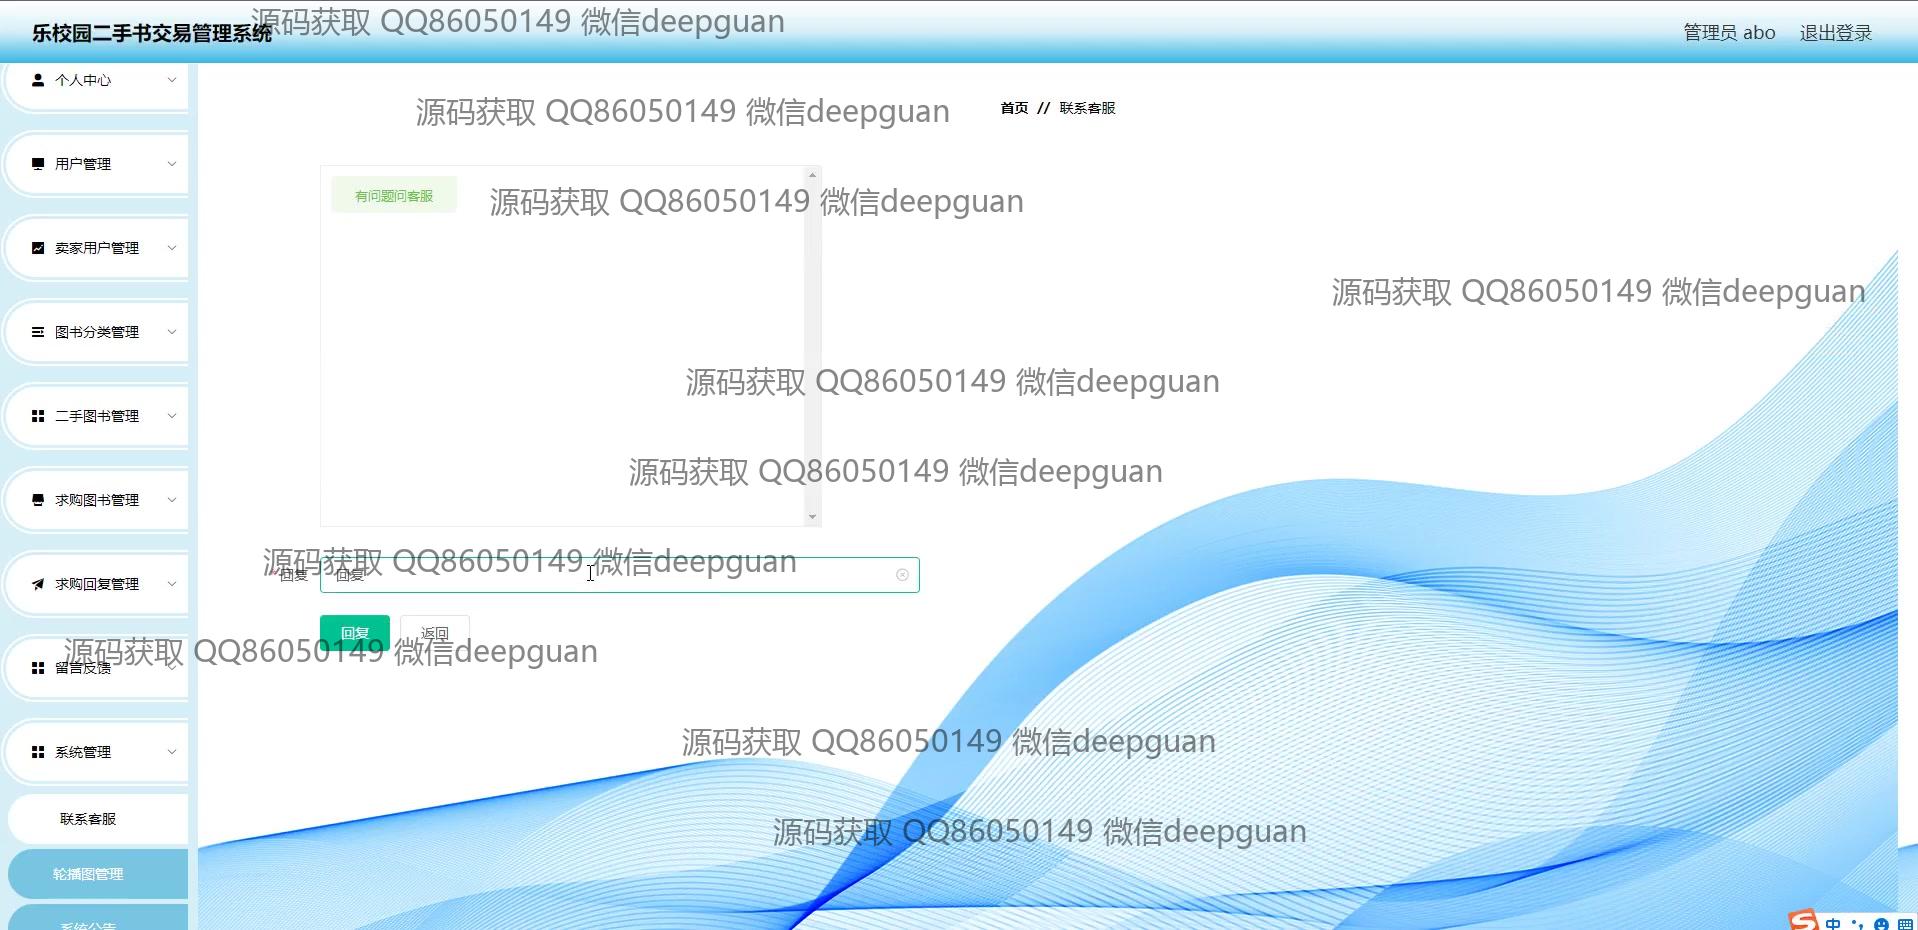 乐校园二手书交易管理系统
源码获取 QQ86050149 微信deepguan
管理员 abo
退出登录
个人中心
源码获取 QQ86050149 微信deepguan
首页 // 联系客服
用户管理
有问题问客服
源码获取 QQ86050149 微信deepguan
卖家用户管理
源码获取 QQ86050149 微信deepguan
图书分类管理
源码获取 QQ86050149 微信deepguan
二手图书管理
源码获取 QQ86050149 微信deepguan
求购图书管理
源码获取 QQ86050149 微信deepguan
* 回复
回复
求购回复管理
回复
返回
源码获取 QQ86050149 微信deepguan
留言反馈
源码获取 QQ86050149 微信deepguan
系统管理
联系客服
源码获取 QQ86050149 微信deepguan
轮播图管理
系统公告
中